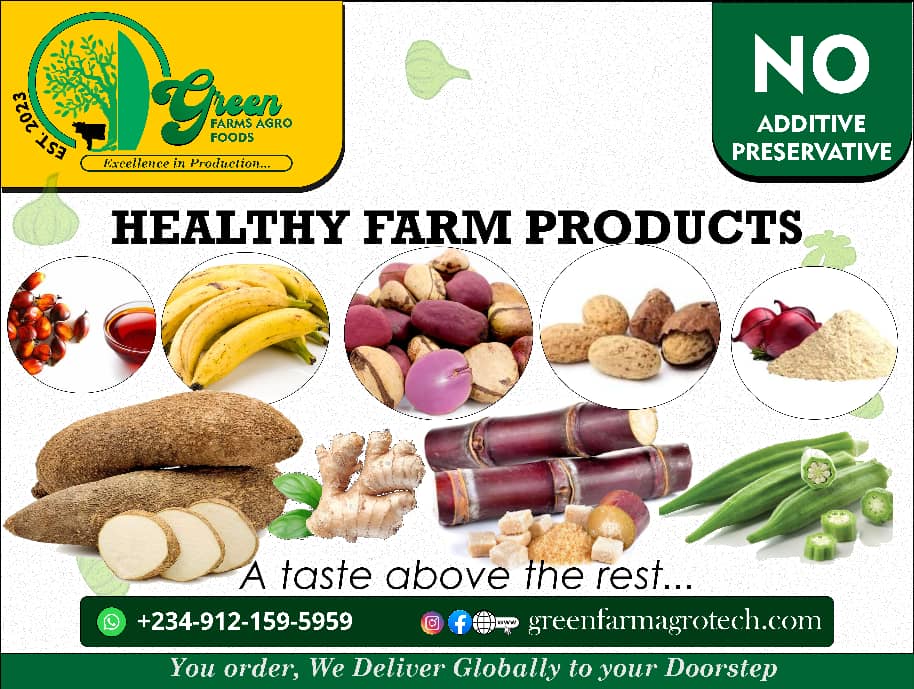 EST. 2023
Green
FARMS AGRO
FOODS
Excellence in Production...
NO
ADDITIVE
PRESERVATIVE
HEALTHY FARM PRODUCTS
A taste above the rest...
+234-912-159-5959
www
greenfarmagrotech.com
You order, We Deliver Globally to your Doorstep